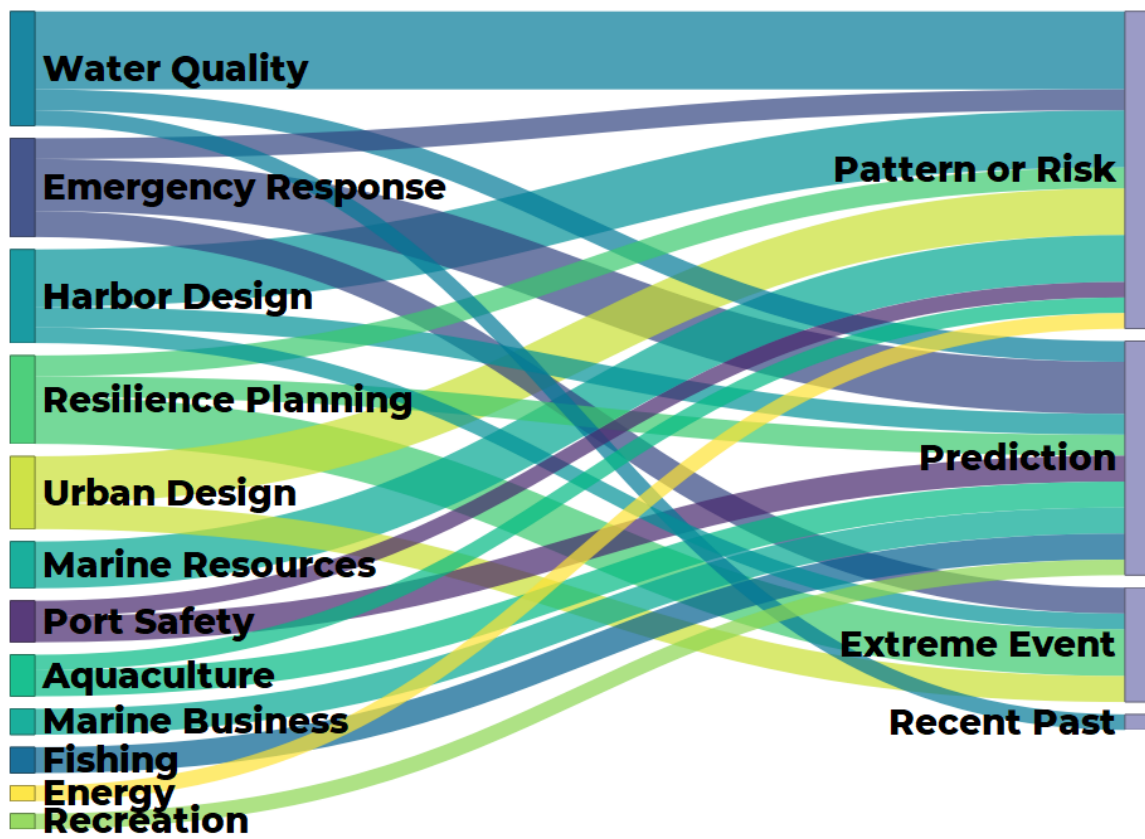 Water Quality
Emergency Response
Harbor Design
Resilience Planning
Urban Design
Marine Resources
Port Safety
Aquaculture
Marine Business
Fishing
Energy
Recreation
Pattern or Risk
Prediction
Extreme Event
Recent Past